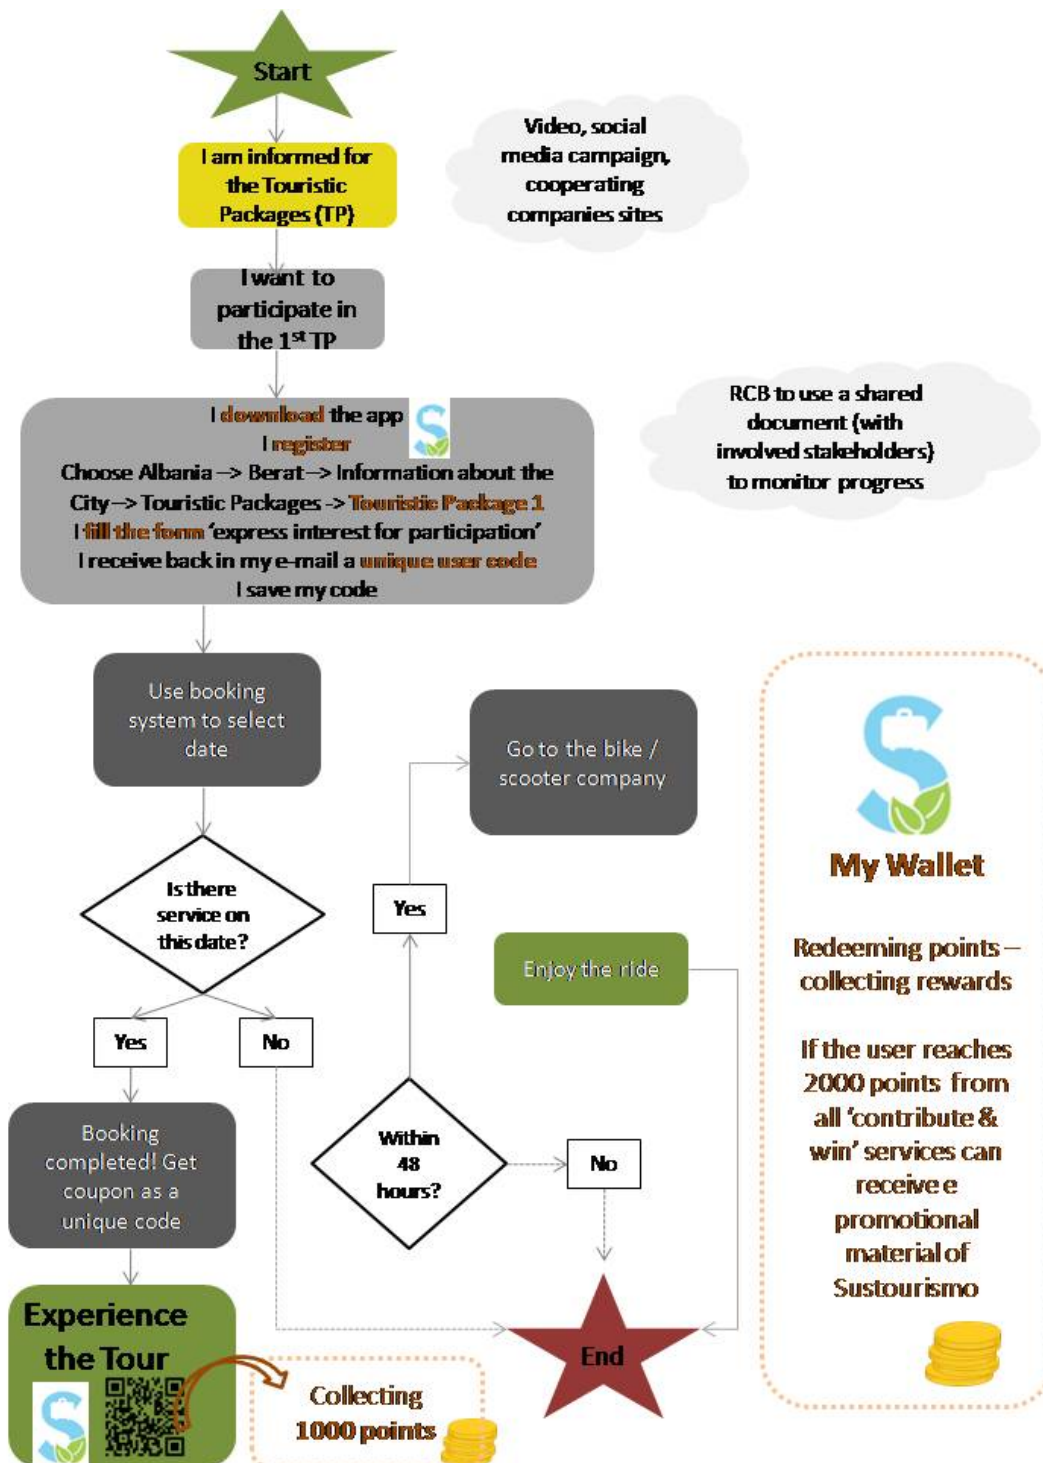 Start
I am informed for
the Touristic
Packages (TP)
Video, social
media campaign,
cooperating
companies sites
I want to
participate in
the 1st TP
I download the app
I register
Choose Albania –> Berat –> Information about the
City –> Touristic Packages -> Touristic Package 1
I fill the form ‘express interest for participation’
I receive back in my e-mail a unique user code
I save my code
RCB to use a shared
document (with
involved stakeholders)
to monitor progress
Use booking
system to select
date
Go to the bike /
scooter company
Is there
service on
this date?
Yes
No
Yes
Enjoy the ride
Within
48
hours?
No
Booking
completed! Get
coupon as a
unique code
Experience
the Tour
Collecting
1000 points
End
My Wallet
Redeeming points –
collecting rewards
If the user reaches
2000 points from
all ‘contribute &
win’ services can
receive e
promotional
material of
Sustourismo